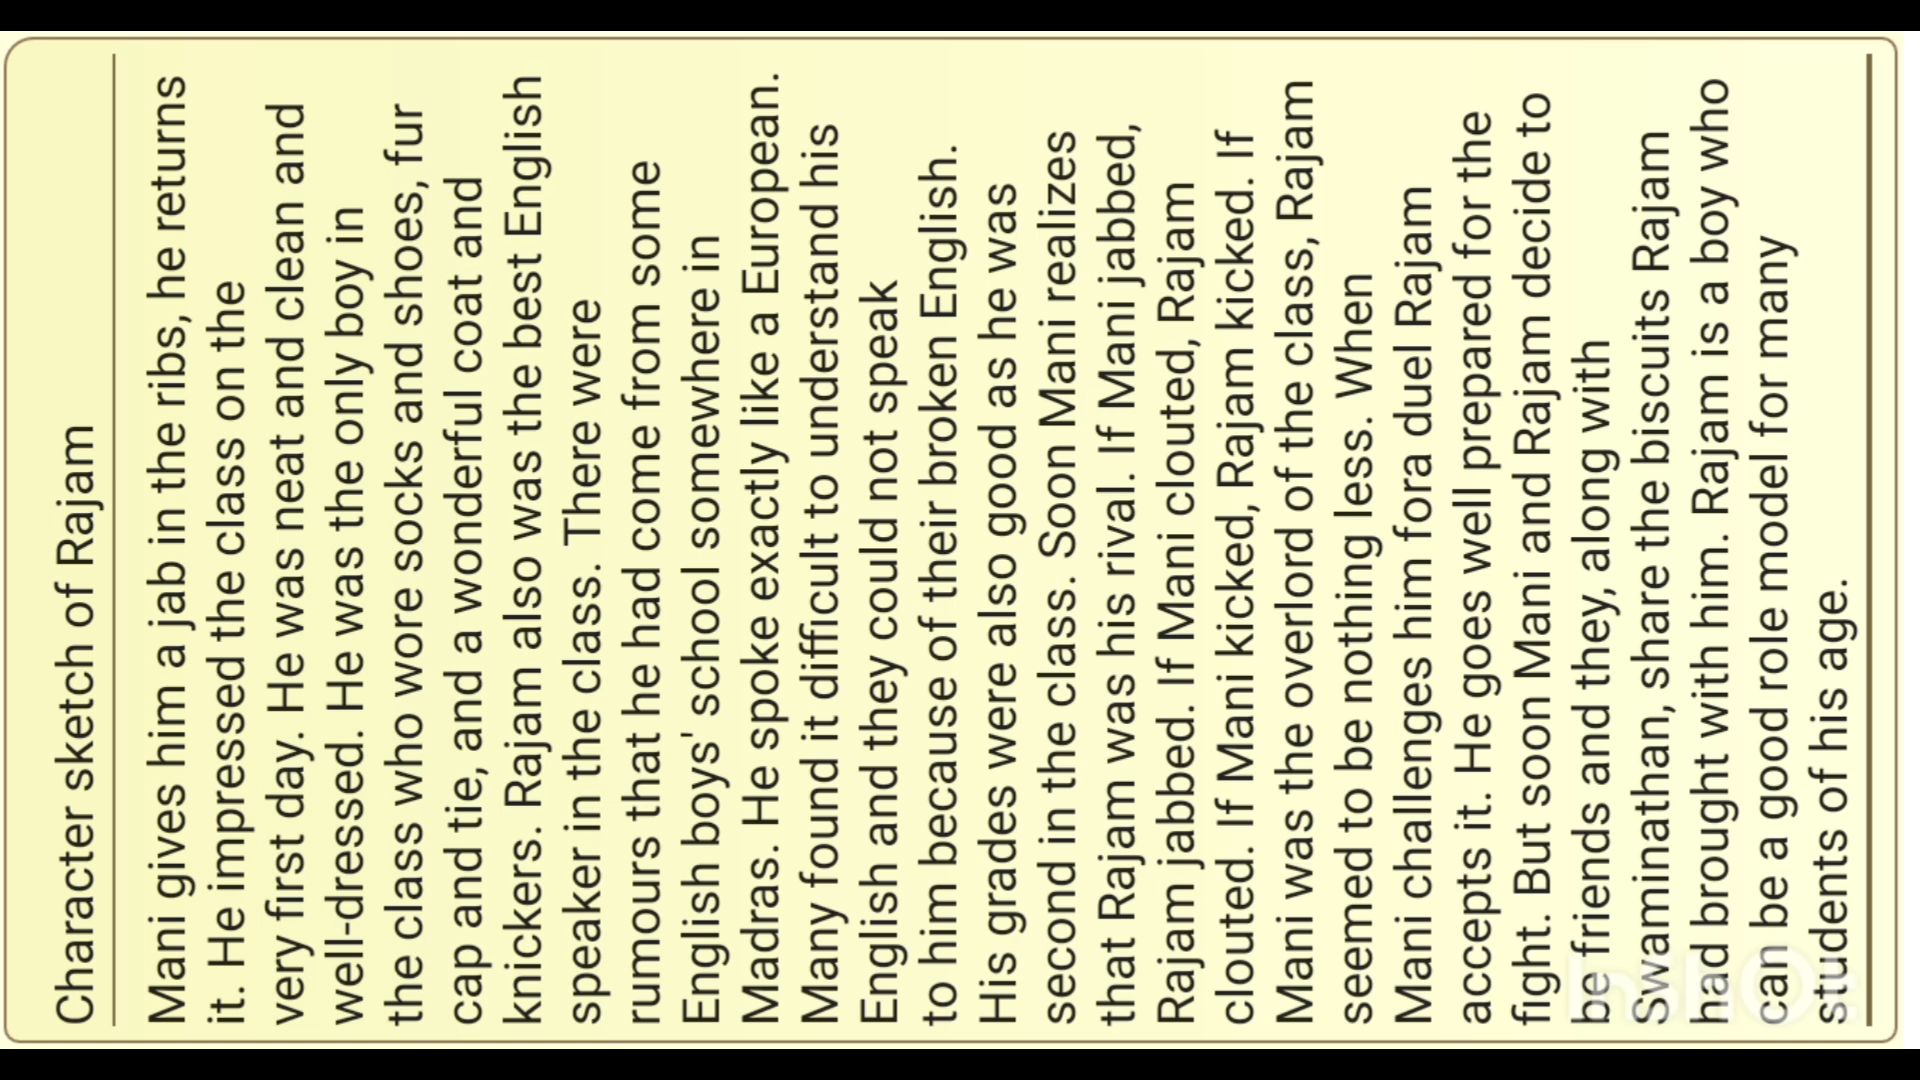 Character sketch of Rajam
Mani gives him a jab in the ribs, he returns
it. He impressed the class on the
very first day. He was neat and clean and
well-dressed. He was the only boy in
the class who wore socks and shoes, fur
cap and tie, and a wonderful coat and
knickers. Rajam also was the best English
speaker in the class. There were
rumours that he had come from some
English boys' school somewhere in
Madras. He spoke exactly like a European.
Many found it difficult to understand his
English and they could not speak
to him because of their broken English.
His grades were also good as he was
second in the class. Soon Mani realizes
that Rajam was his rival. If Mani jabbed,
Rajam jabbed. If Mani clouted, Rajam
clouted. If Mani kicked, Rajam kicked. If
Mani was the overlord of the class, Rajam
seemed to be nothing less. When
Mani challenges him fora duel Rajam
accepts it. He goes well prepared for the
fight. But soon Mani and Rajam decide to
be friends and they, along with
Swaminathan, share the biscuits Rajam
had brought with him. Rajam is a boy who
can be a good role model for many
students of his age.
InShOt